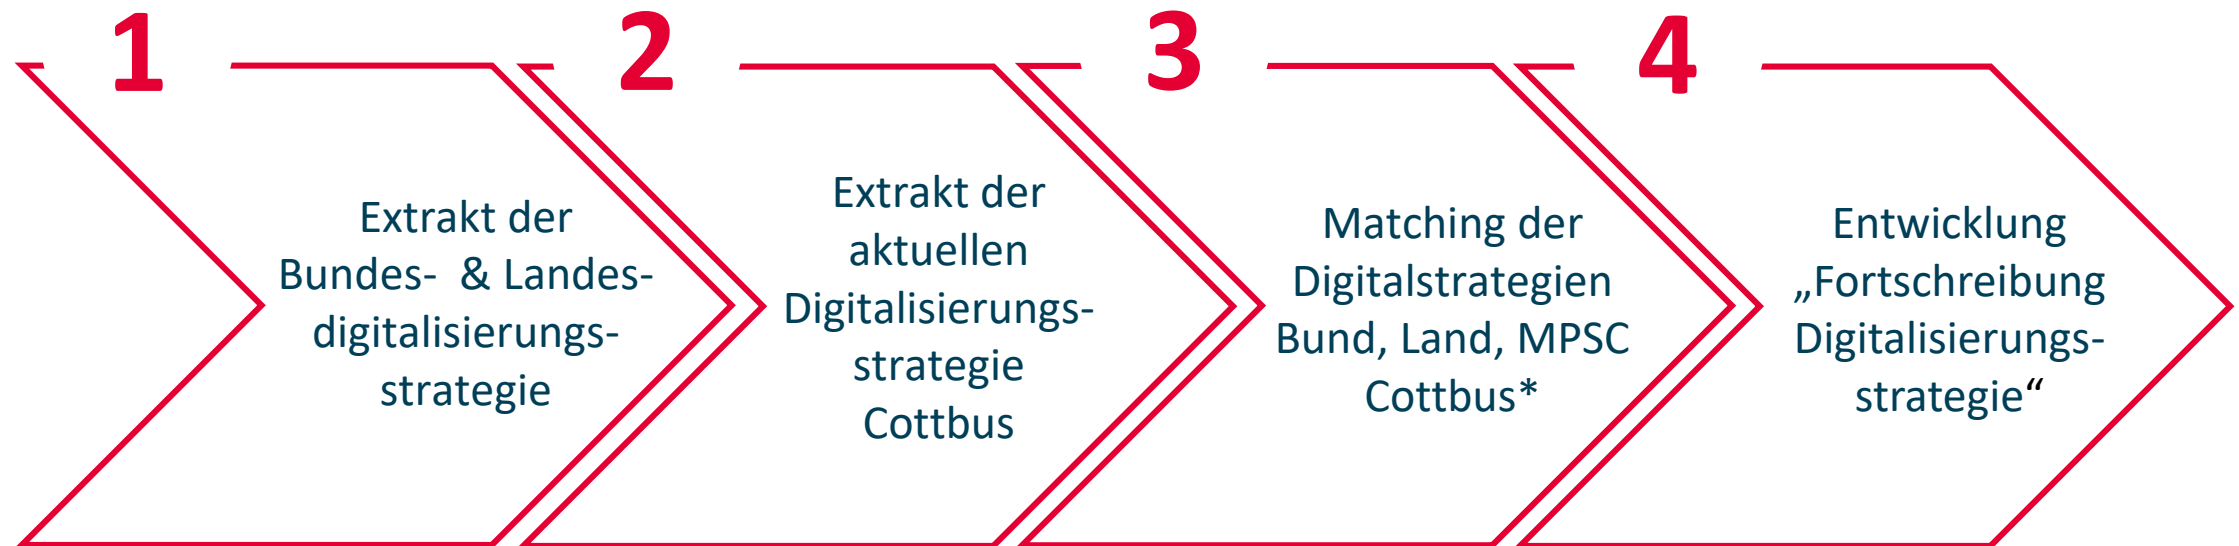 1
Extrakt der
Bundes-  & Landes-
digitalisierungs-
strategie
2
Extrakt der
aktuellen
Digitalisierungs-
strategie
Cottbus
3
Matching der
Digitalstrategien
Bund, Land, MPSC
Cottbus*
4
Entwicklung
„Fortschreibung
Digitalisierungs-
strategie“